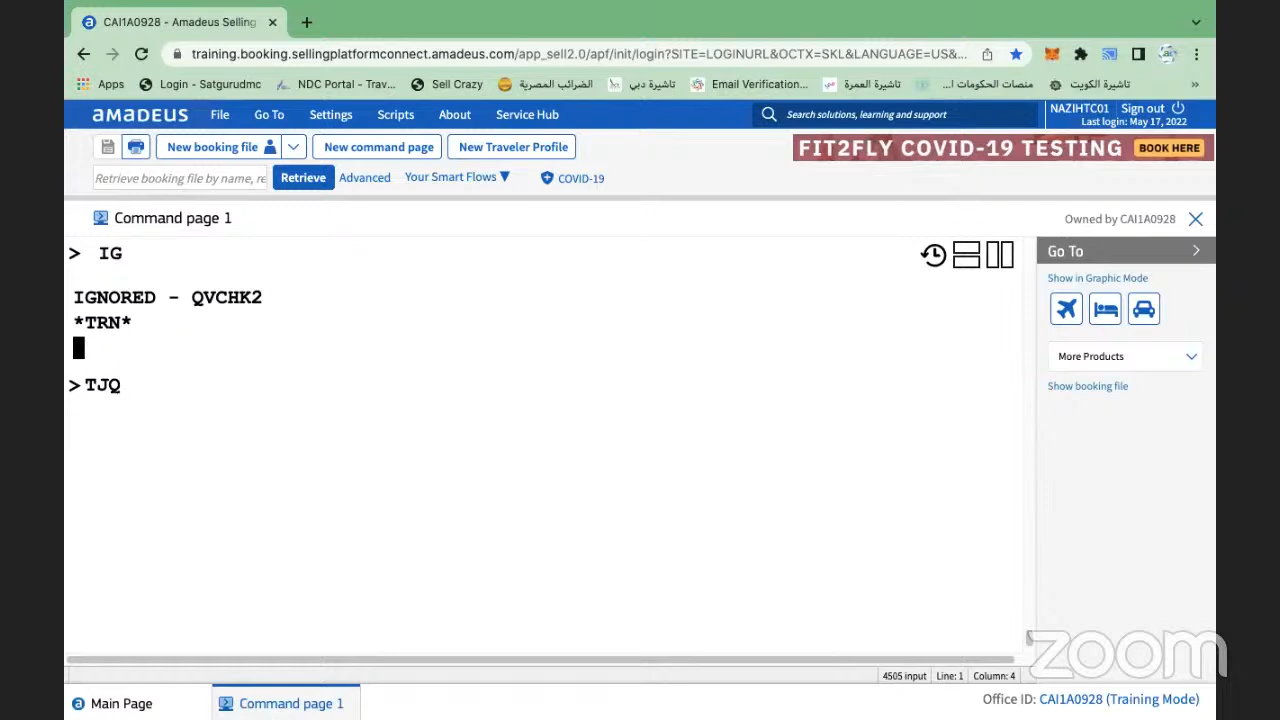 CAI1A0928 - Amadeus Selling
training.booking.sellingplatformconnect.amadeus.com/app_sell2.0/apf/init/login?SITE=LOGINURL&OCTX=SKL&LANGUAGE=US&...
Apps Login - Satgurudmc NDC Portal - Trav... Sell Crazy الضرائب المصرية تاشيرة دبي Email Verification... تاشيرة العمرة منصات الحكومات ا... تاشيرة الكويت »
amadeus File Go To Settings Scripts About Service Hub Search solutions, learning and support NAZIHTC01 Sign out
Last login: May 17, 2022
New booking file New command page New Traveler Profile FIT2FLY COVID-19 TESTING BOOK HERE
Retrieve booking file by name, re Retrieve Advanced Your Smart Flows COVID-19
Command page 1 Owned by CAI1A0928
> IG
IGNORED - QVCHK2
*TRN*
>TJQ
Go To
Show in Graphic Mode
More Products
Show booking file
4505 input Line: 1 Column: 4
zoom
Main Page Command page 1 Office ID: CAI1A0928 (Training Mode)